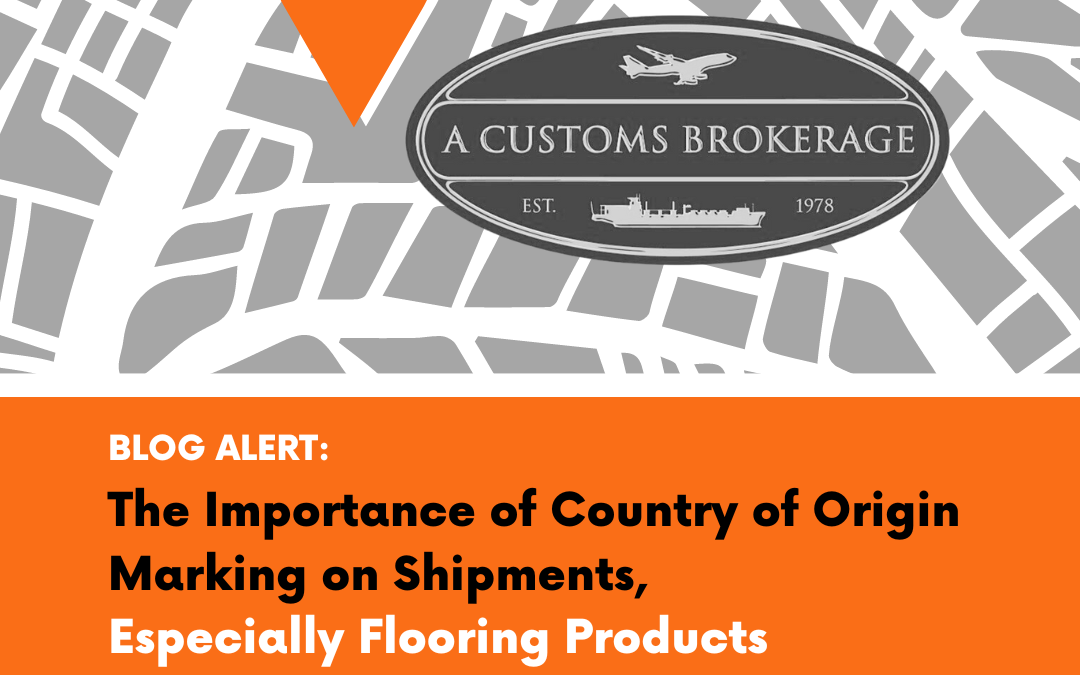 A CUSTOMS BROKERAGE
EST. 1978
BLOG ALERT:
The Importance of Country of Origin
Marking on Shipments,
Especially Flooring Products